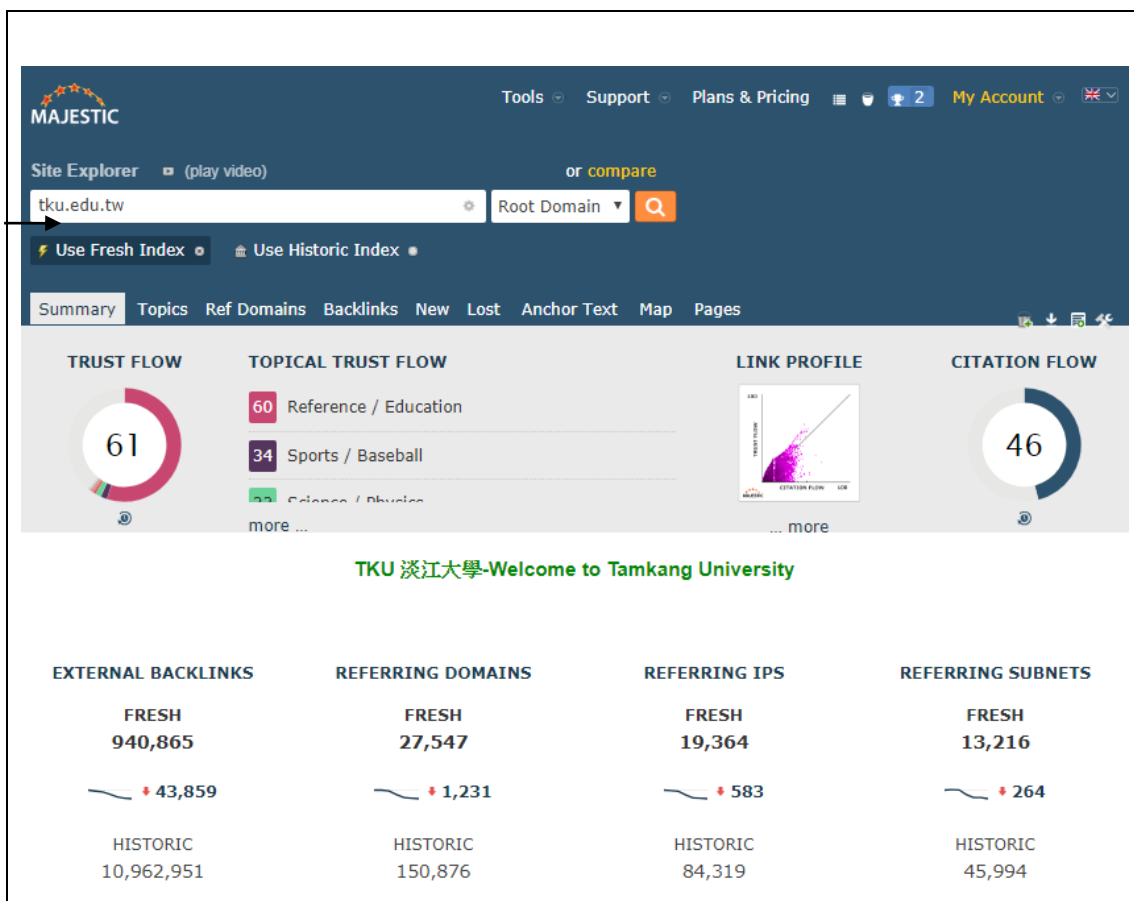 MAJESTIC
Tools Support Plans & Pricing 2 My Account
Site Explorer (play video) or compare
tku.edu.tw Root Domain
Use Fresh Index Use Historic Index
Summary Topics Ref Domains Backlinks New Lost Anchor Text Map Pages
TRUST FLOW TOPICAL TRUST FLOW LINK PROFILE CITATION FLOW
60 Reference / Education
61 46
34 Sports / Baseball
TRUST FLOW
CITATION FLOW
MAJESTIC
Science / Physics
more ... ... more
TKU 淡江大學-Welcome to Tamkang University
EXTERNAL BACKLINKS REFERRING DOMAINS REFERRING IPS REFERRING SUBNETS
FRESH FRESH FRESH FRESH
940,865 27,547 19,364 13,216
43,859 1,231 583 264
HISTORIC HISTORIC HISTORIC HISTORIC
10,962,951 150,876 84,319 45,994